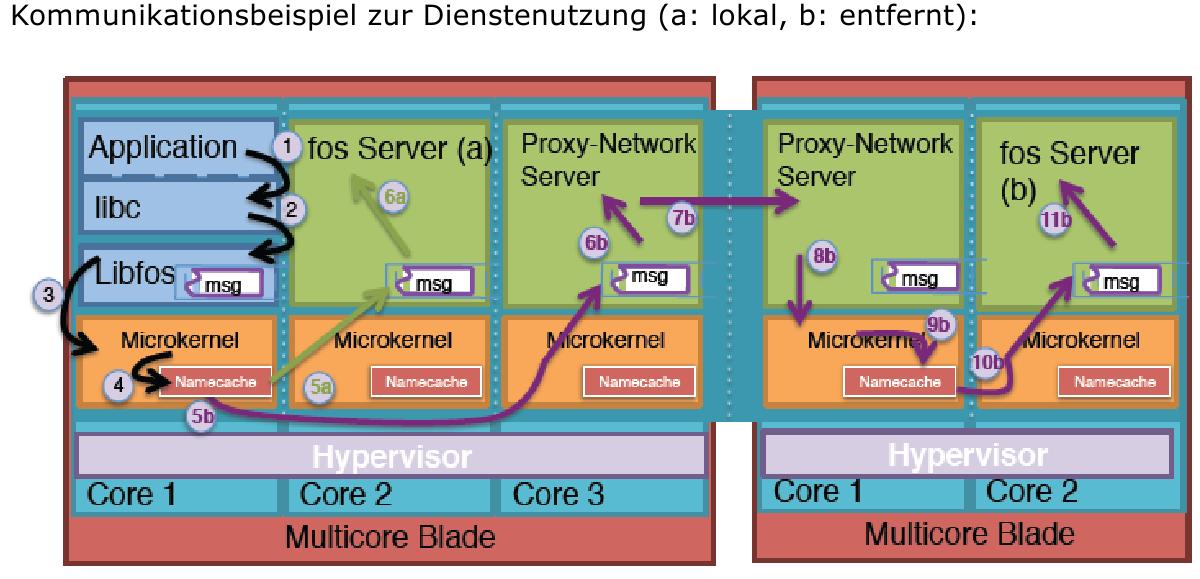 Kommunikationsbeispiel zur Dienstenutzung (a: lokal, b: entfernt):
Application
1
fos Server (a)
Proxy-Network
Server
Proxy-Network
Server
fos Server
(b)
libc
2
6a
7b
11b
6b
8b
Libfos
msg
msg
msg
msg
msg
3
Microkernel
Microkernel
Microkernel
Microkernel
9b
Microkernel
4
Namecache
5a
Namecache
Namecache
Namecache
10b
Namecache
5b
Hypervisor
Hypervisor
Core 1
Core 2
Core 3
Core 1
Core 2
Multicore Blade
Multicore Blade